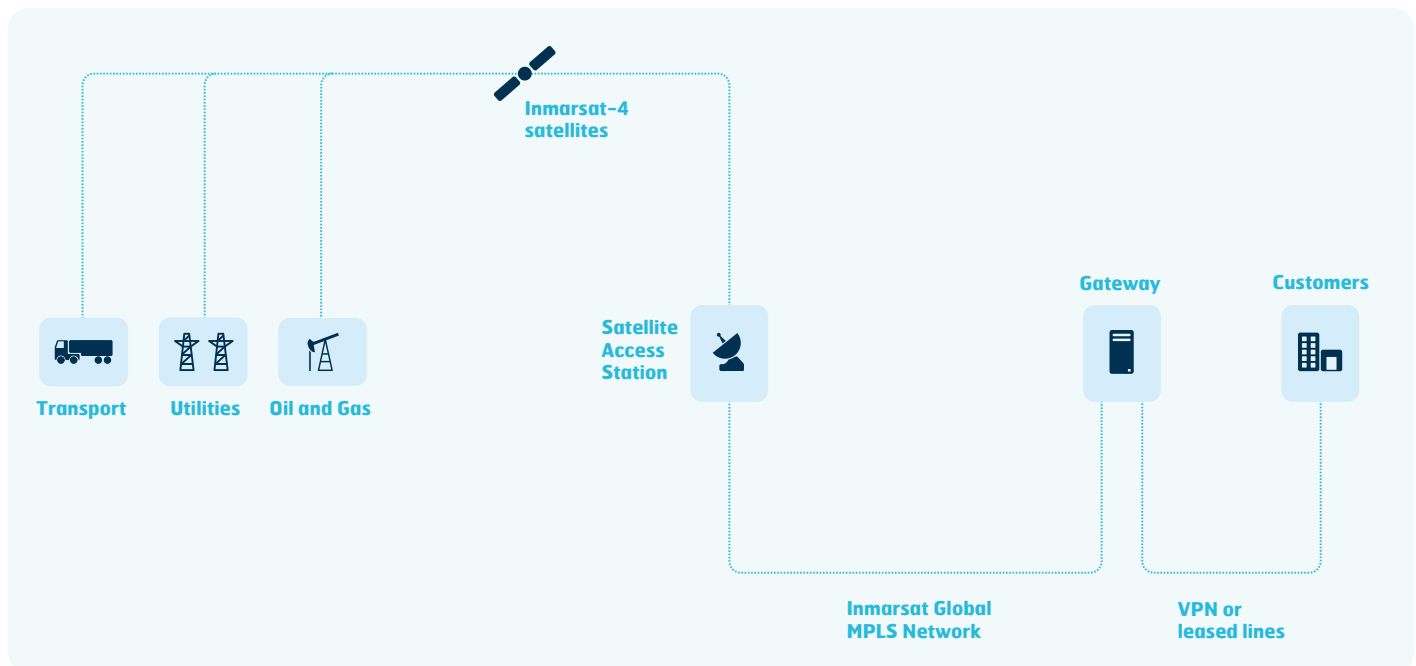 Inmarsat-4
satellites
Gateway
Customers
Satellite
Access
Station
Transport
Utilities
Oil and Gas
Inmarsat Global
MPLS Network
VPN or
leased lines